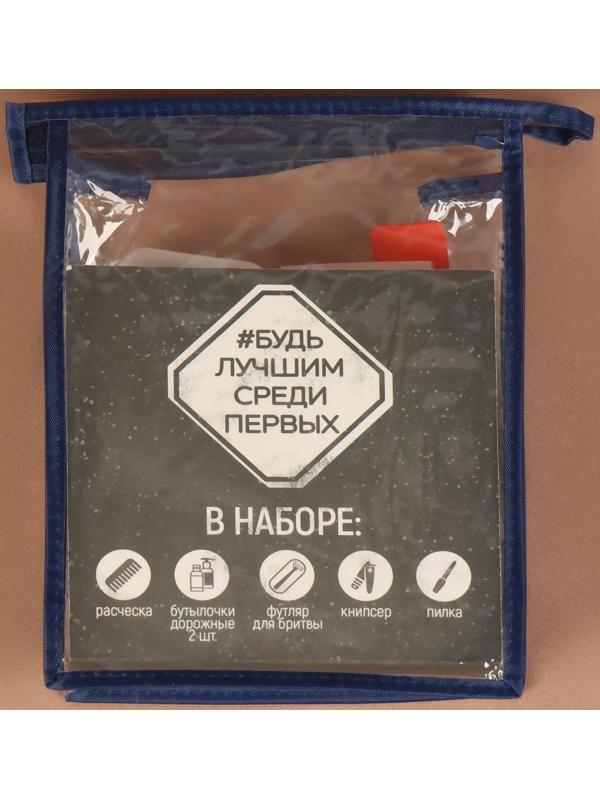 #БУДЬ
ЛУЧШИМ
СРЕДИ
ПЕРВЫХ
В НАБОРЕ:
расческа
бутылочки
дорожные
2 шт.
футляр
для бритвы
книпсер
пилка